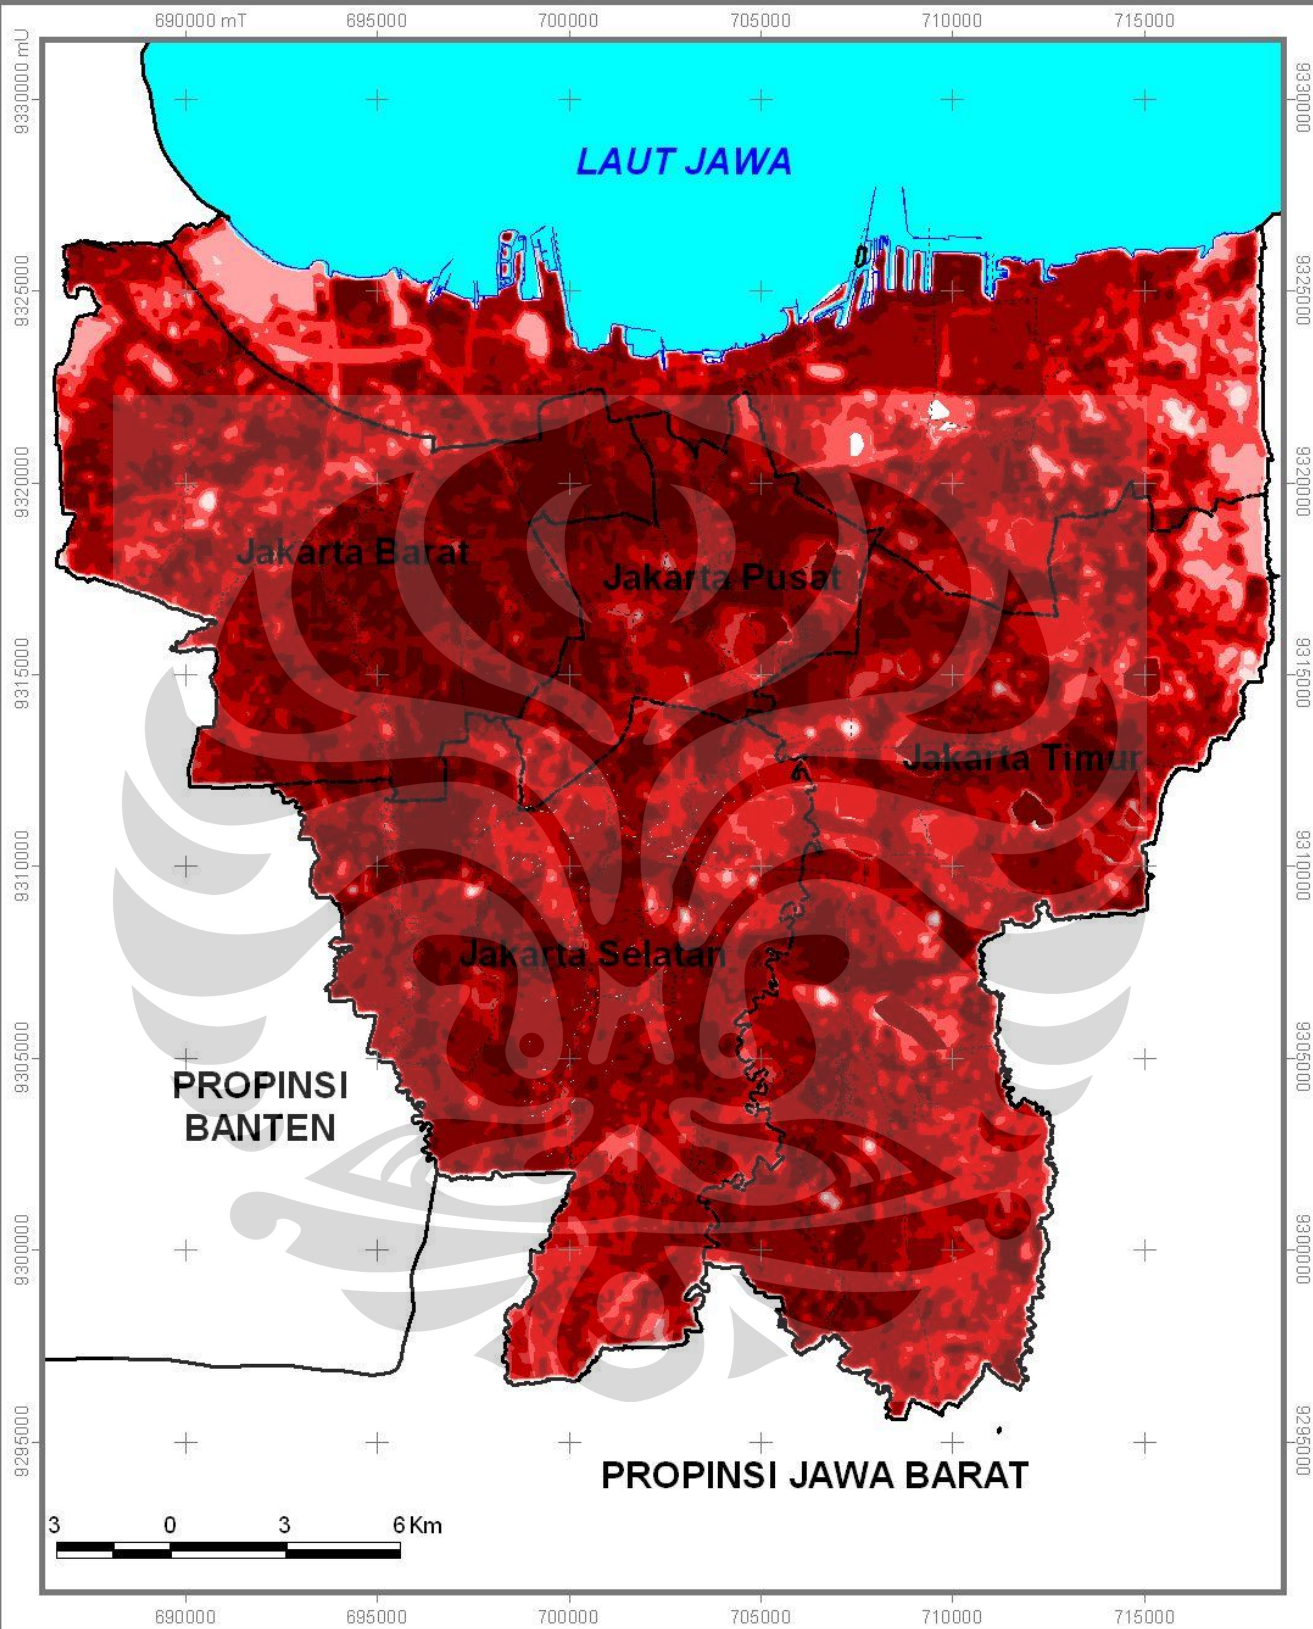 690000 mT 695000 700000 705000 710000 715000
9330000 mU
9330000
LAUT JAWA
9325000
9325000
9320000
9320000
Jakarta Barat
Jakarta Pusat
9315000
9315000
Jakarta Timur
9310000
9310000
Jakarta Selatan
9305000
9305000
PROPINSI
BANTEN
9300000
9300000
9295000
9295000
PROPINSI JAWA BARAT
3 0 3 6 Km
690000 695000 700000 705000 710000 715000